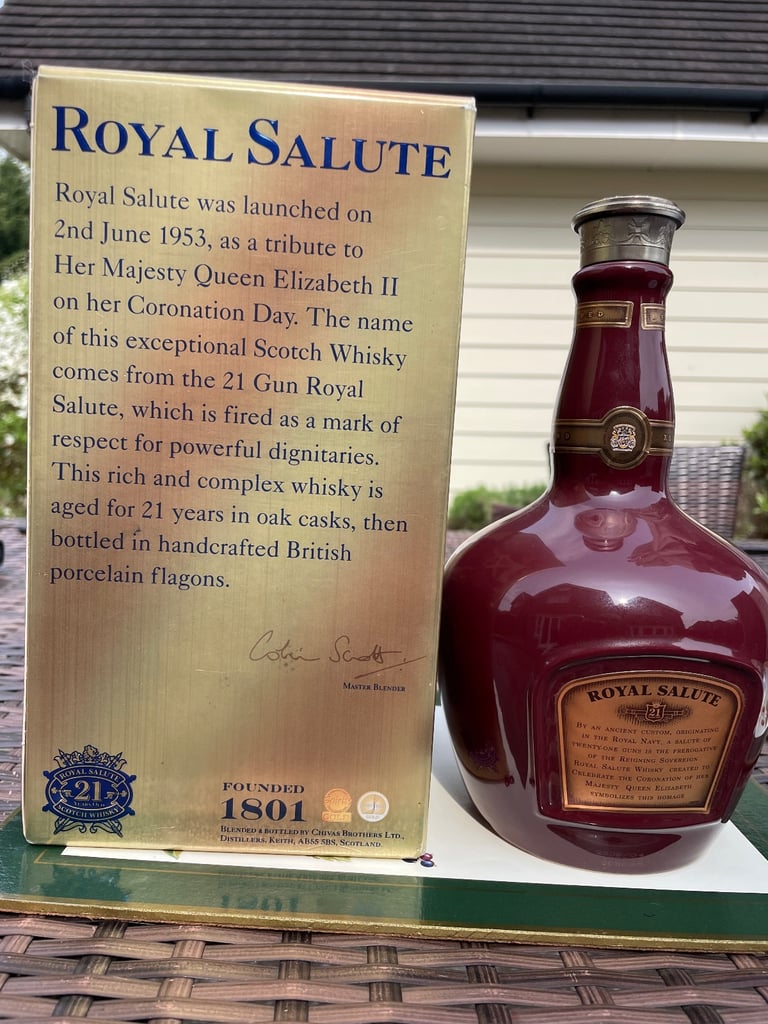 ROYAL SALUTE
Royal Salute was launched on
2nd June 1953, as a tribute to
Her Majesty Queen Elizabeth II
on her Coronation Day. The name
of this exceptional Scotch Whisky
comes from the 21 Gun Royal
Salute, which is fired as a mark of
respect for powerful dignitaries.
This rich and complex whisky is
aged for 21 years in oak casks, then
bottled in handcrafted British
porcelain flagons.
Colin Scott
MASTER BLENDER
ROYAL SALUTE
21
YEARS OLD
SCOTCH WHISKY
FOUNDED
1801
BLENDED & BOTTLED BY CHIVAS BROTHERS LTD.,
DISTILLERS, KEITH, AB55 5BS, SCOTLAND.
ROYAL SALUTE
21
BY AN ANCIENT CUSTOM, ORIGINATING
IN THE ROYAL NAVY, A SALUTE OF
TWENTY-ONE GUNS IS THE PREROGATIVE
OF THE REIGNING SOVEREIGN
ROYAL SALUTE WHISKY CREATED TO
CELEBRATE THE CORONATION OF HER
MAJESTY QUEEN ELISABETH
SYMBOLIZES THIS HOMAGE